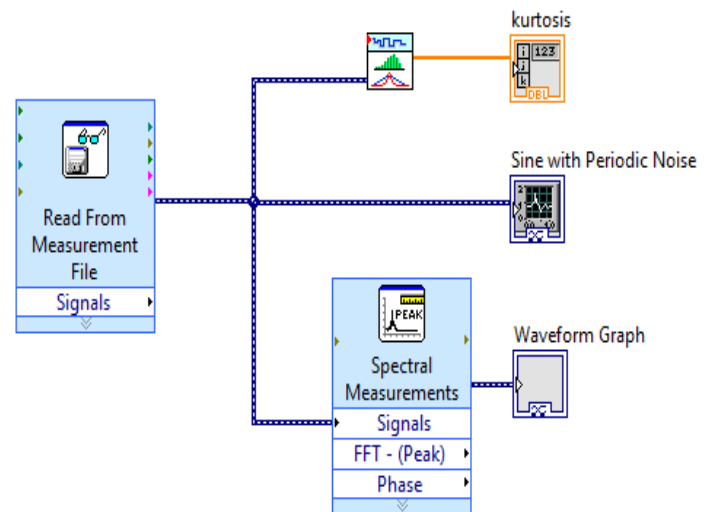 kurtosis
i
j
k
123
DBL
Sine with Periodic Noise
Read From
Measurement
File
Signals
PEAK
Spectral
Measurements
Signals
FFT - (Peak)
Phase
Waveform Graph